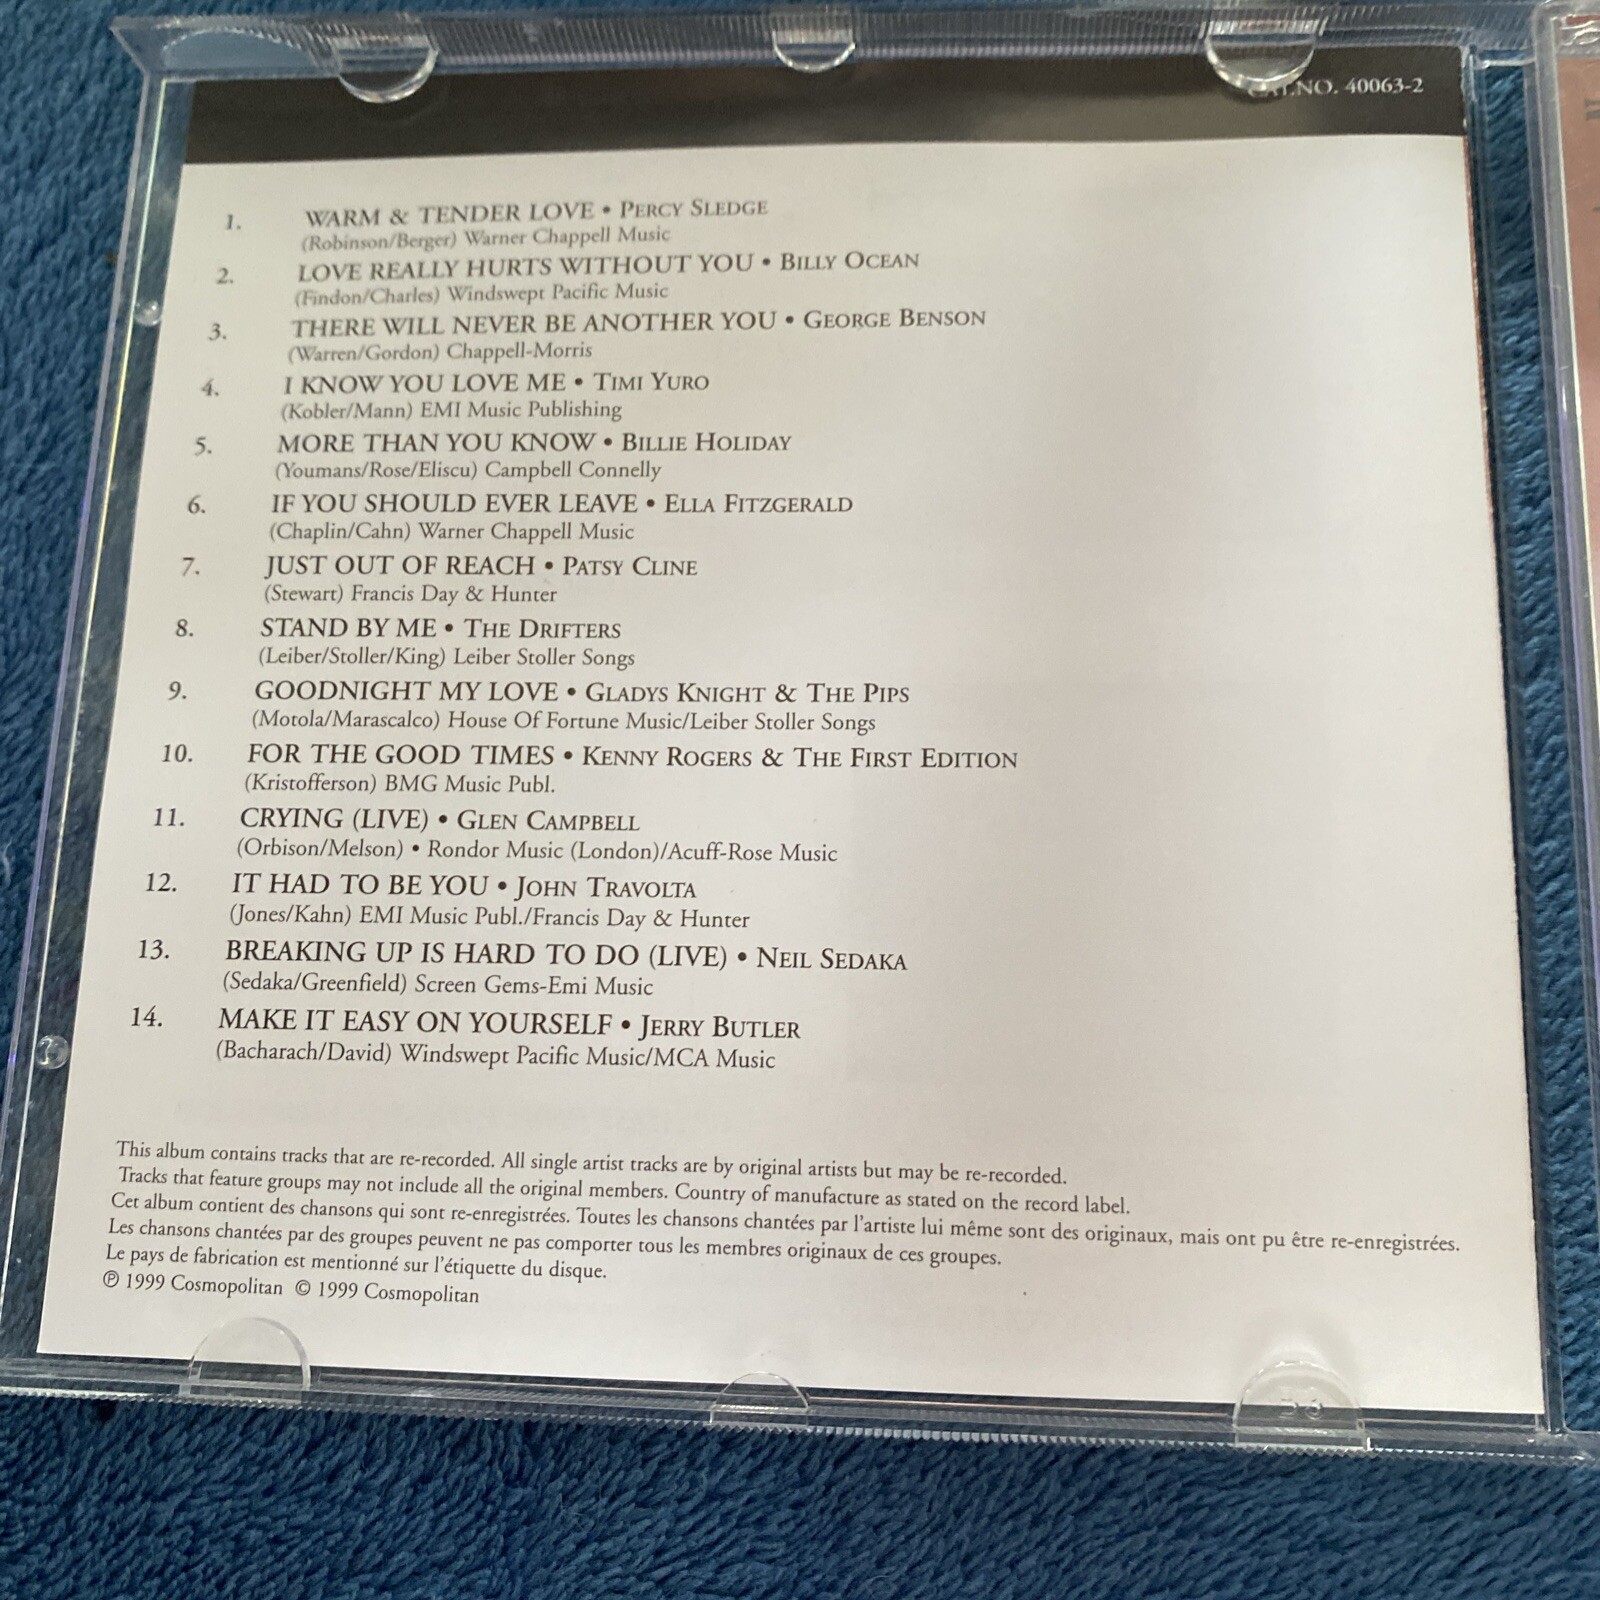 CAT.NO. 40063-2
1. WARM & TENDER LOVE • PERCY SLEDGE
(Robinson/Berger) Warner Chappell Music
2. LOVE REALLY HURTS WITHOUT YOU • BILLY OCEAN
(Findon/Charles) Windswept Pacific Music
3. THERE WILL NEVER BE ANOTHER YOU • GEORGE BENSON
(Warren/Gordon) Chappell-Morris
4. I KNOW YOU LOVE ME • TIMI YURO
(Kobler/Mann) EMI Music Publishing
5. MORE THAN YOU KNOW • BILLIE HOLIDAY
(Youmans/Rose/Eliscu) Campbell Connelly
6. IF YOU SHOULD EVER LEAVE • ELLA FITZGERALD
(Chaplin/Cahn) Warner Chappell Music
7. JUST OUT OF REACH • PATSY CLINE
(Stewart) Francis Day & Hunter
8. STAND BY ME • THE DRIFTERS
(Leiber/Stoller/King) Leiber Stoller Songs
9. GOODNIGHT MY LOVE • GLADYS KNIGHT & THE PIPS
(Motola/Marascalco) House Of Fortune Music/Leiber Stoller Songs
10. FOR THE GOOD TIMES • KENNY ROGERS & THE FIRST EDITION
(Kristofferson) BMG Music Publ.
11. CRYING (LIVE) • GLEN CAMPBELL
(Orbison/Melson) • Rondor Music (London)/Acuff-Rose Music
12. IT HAD TO BE YOU • JOHN TRAVOLTA
(Jones/Kahn) EMI Music Publ./Francis Day & Hunter
13. BREAKING UP IS HARD TO DO (LIVE) • NEIL SEDAKA
(Sedaka/Greenfield) Screen Gems-Emi Music
14. MAKE IT EASY ON YOURSELF • JERRY BUTLER
(Bacharach/David) Windswept Pacific Music/MCA Music
This album contains tracks that are re-recorded. All single artist tracks are by original artists but may be re-recorded.
Tracks that feature groups may not include all the original members. Country of manufacture as stated on the record label.
Cet album contient des chansons qui sont re-enregistrées. Toutes les chansons chantées par l'artiste lui même sont des originaux, mais ont pu être re-enregistrées.
Les chansons chantées par des groupes peuvent ne pas comporter tous les membres originaux de ces groupes.
Le pays de fabrication est mentionné sur l'étiquette du disque.
℗ 1999 Cosmopolitan © 1999 Cosmopolitan